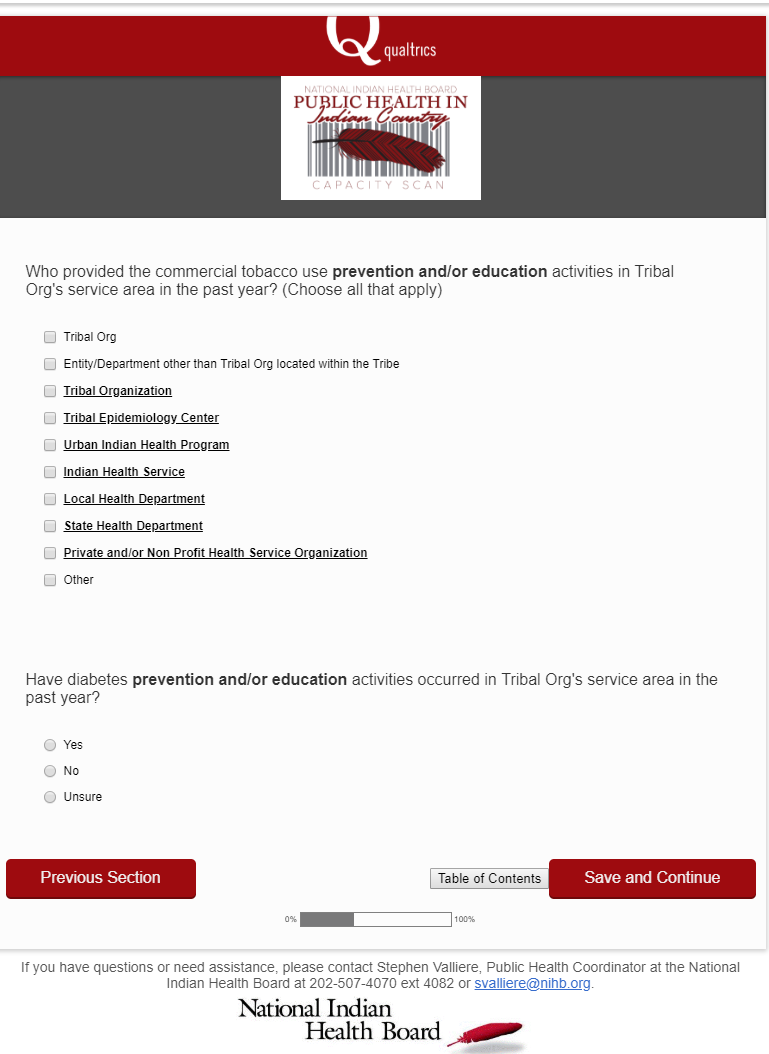 Qualtrics
NATIONAL INDIAN HEALTH BOARD
PUBLIC HEALTH IN
Indian Country
CAPACITY SCAN
Who provided the commercial tobacco use prevention and/or education activities in Tribal
Org's service area in the past year? (Choose all that apply)
Tribal Org
Entity/Department other than Tribal Org located within the Tribe
Tribal Organization
Tribal Epidemiology Center
Urban Indian Health Program
Indian Health Service
Local Health Department
State Health Department
Private and/or Non Profit Health Service Organization
Other
Have diabetes prevention and/or education activities occurred in Tribal Org's service area in the
past year?
Yes
No
Unsure
Previous Section
Table of Contents
Save and Continue
0% 100%
If you have questions or need assistance, please contact Stephen Valliere, Public Health Coordinator at the National
Indian Health Board at 202-507-4070 ext 4082 or svalliere@nihb.org.
National Indian
Health Board